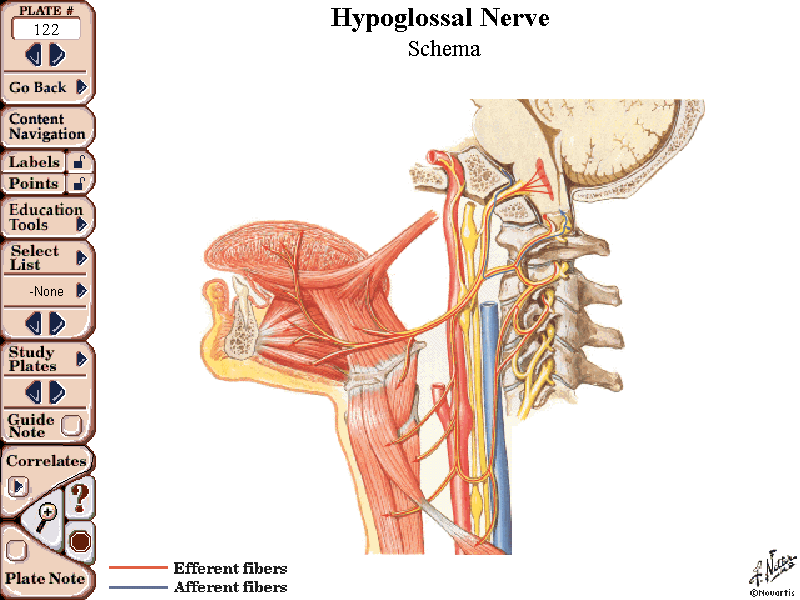 PLATE #
122
Go Back
Content
Navigation
Labels
Points
Education
Tools
Select
List
-None
Study
Plates
Guide
Note
Correlates
?
Plate Note
Hypoglossal Nerve
Schema
Efferent fibers
Afferent fibers
F. Netter
©Novartis